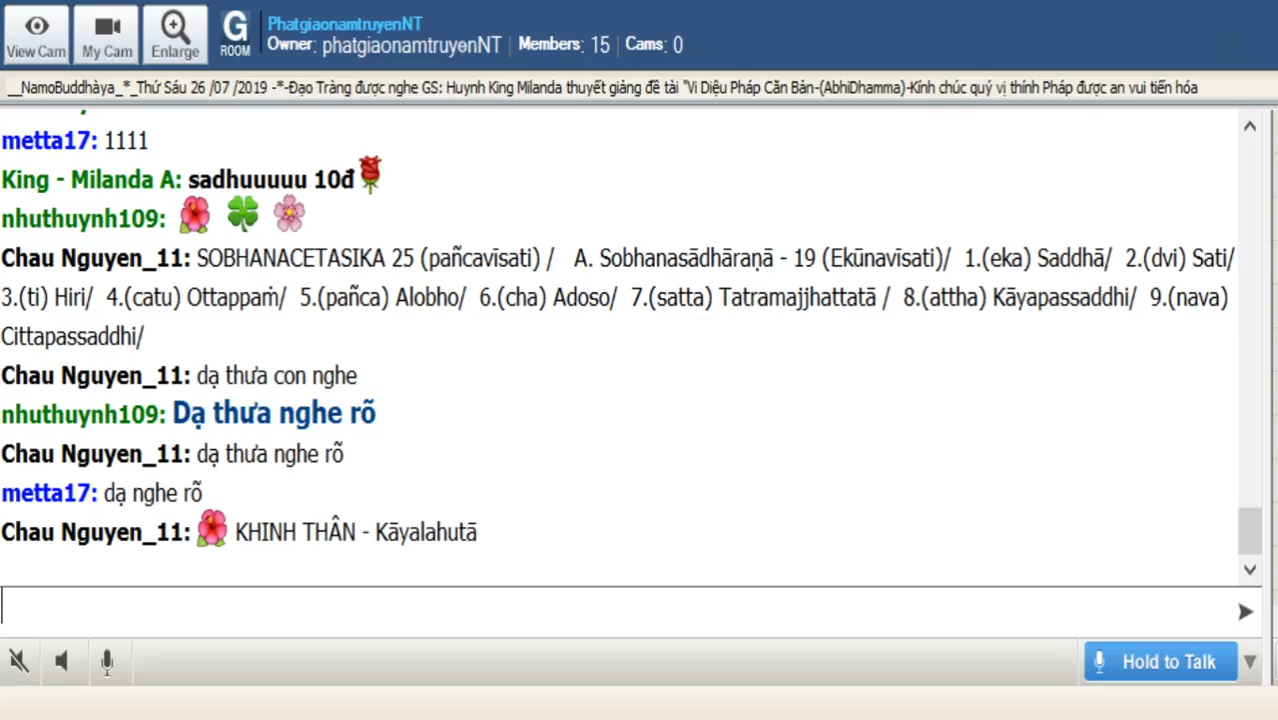 View Cam
My Cam
Enlarge
G
ROOM
PhatgiaonamtruyenNT
Owner: phatgiaonamtruyenNT | Members: 15 | Cams: 0
__NamoBuddhàya_*_Thứ Sáu 26 /07 /2019 -*-Đạo Tràng được nghe GS: Huynh King Milanda thuyết giảng đề tài "Vi Diệu Pháp Căn Bản-(AbhiDhamma)-Kính chúc quý vị thính Pháp được an vui tiến hóa
metta17: 1111
King - Milanda A: sadhuuuuu 10đ
nhuthuynh109:
Chau Nguyen_11: SOBHANACETASIKA 25 (pañcavīsati) / A. Sobhanasādhāraṇā - 19 (Ekūnavīsati)/ 1.(eka) Saddhā/ 2.(dvi) Sati/
3.(ti) Hiri/ 4.(catu) Ottappaṁ/ 5.(pañca) Alobho/ 6.(cha) Adoso/ 7.(satta) Tatramajjhattatā / 8.(attha) Kāyapassaddhi/ 9.(nava)
Cittapassaddhi/
Chau Nguyen_11: dạ thưa con nghe
nhuthuynh109: Dạ thưa nghe rõ
Chau Nguyen_11: dạ thưa nghe rõ
metta17: dạ nghe rõ
Chau Nguyen_11: KHINH THÂN - Kāyalahutā
Hold to Talk